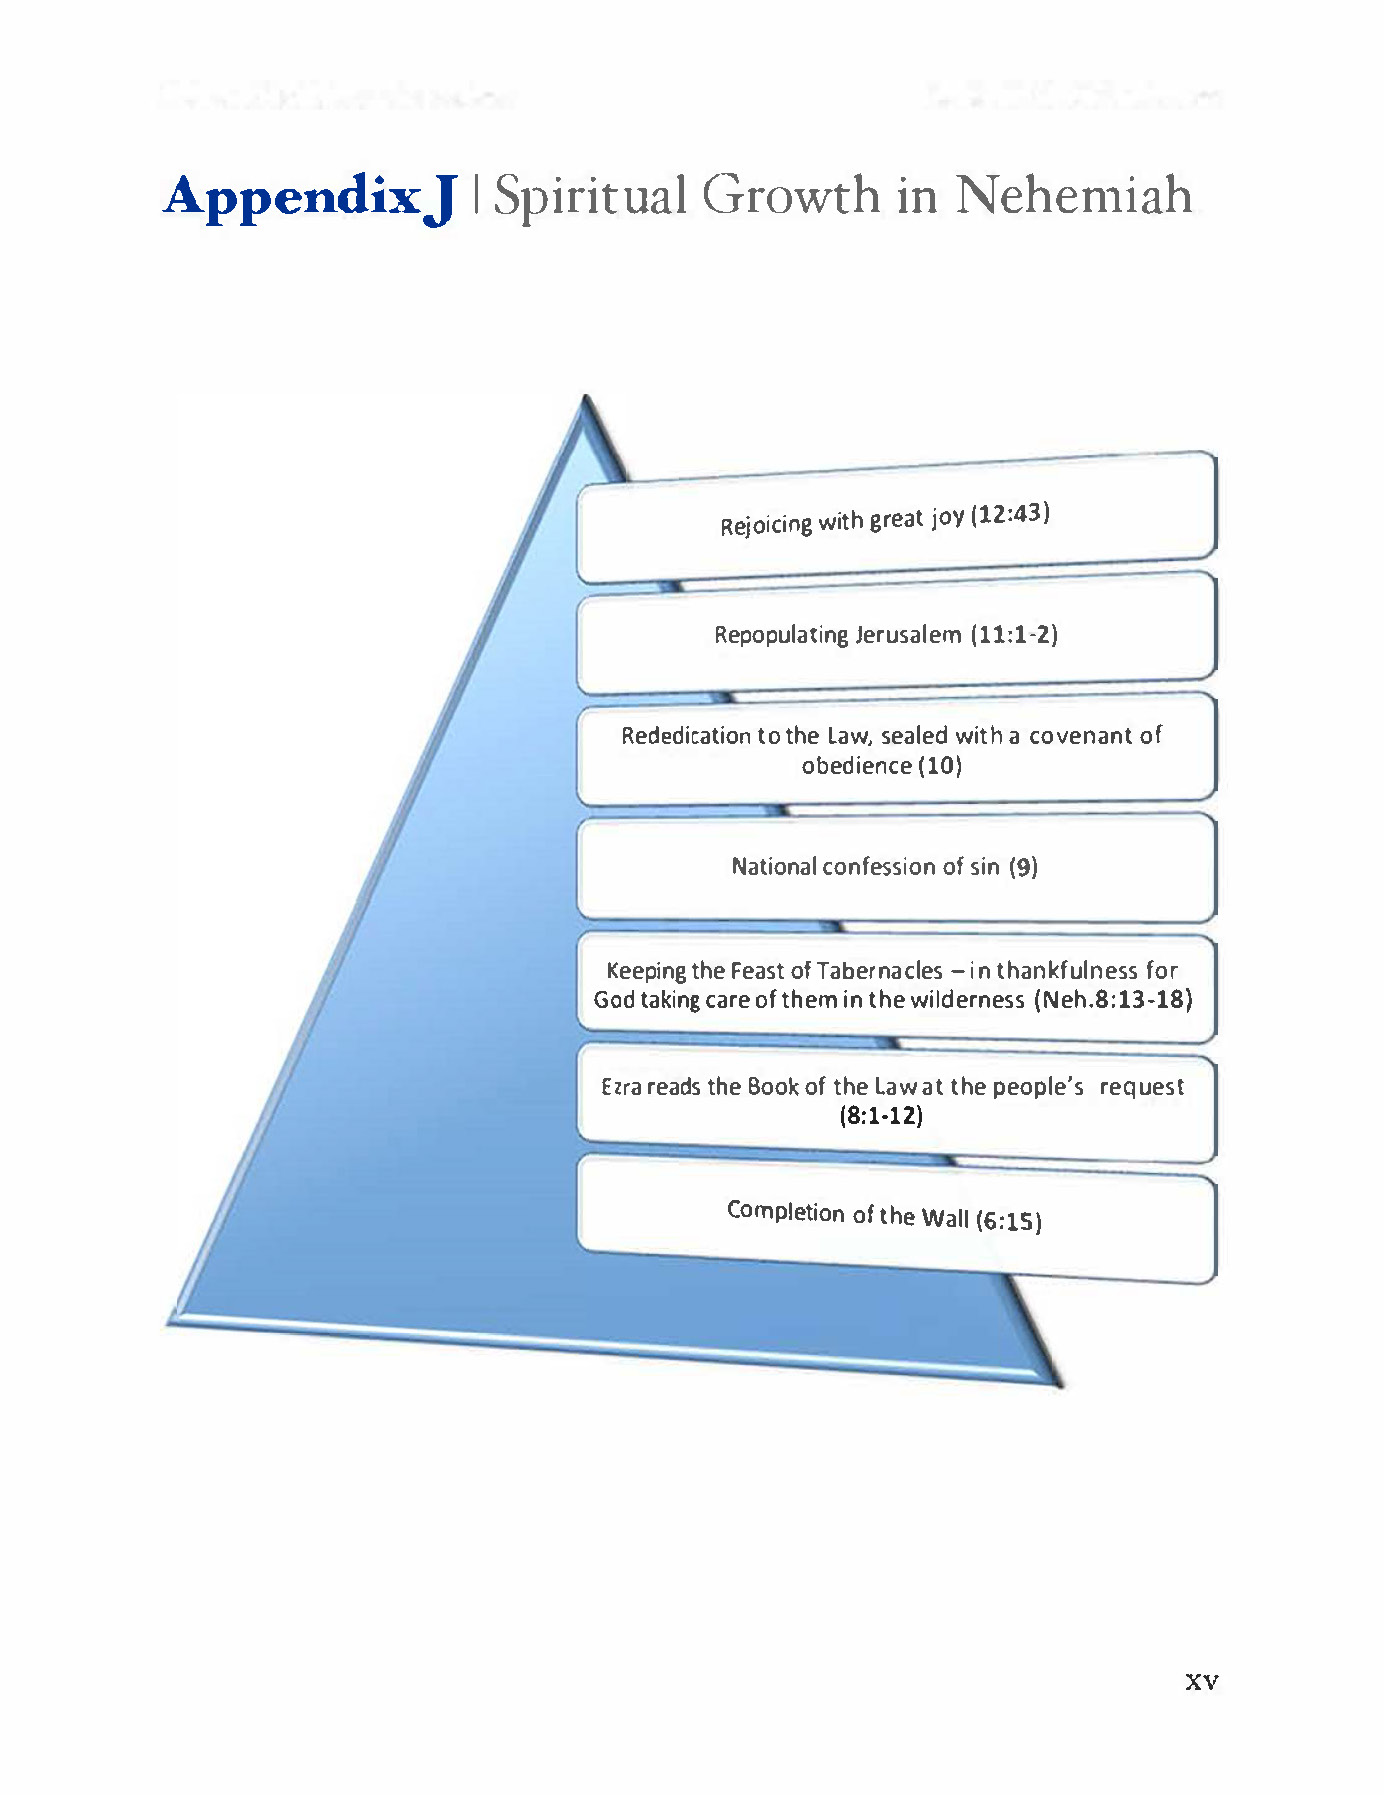 Appendix J | Spiritual Growth in Nehemiah
Rejoicing with great joy (12:43)
Repopulating Jerusalem (11:1-2)
Rededication to the Law, sealed with a covenant of
obedience (10)
National confession of sin (9)
Keeping the Feast of Tabernacles – in thankfulness for
God taking care of them in the wilderness (Neh.8:13-18)
Ezra reads the Book of the Law at the people's request
(8:1-12)
Completion of the Wall (6:15)
xv